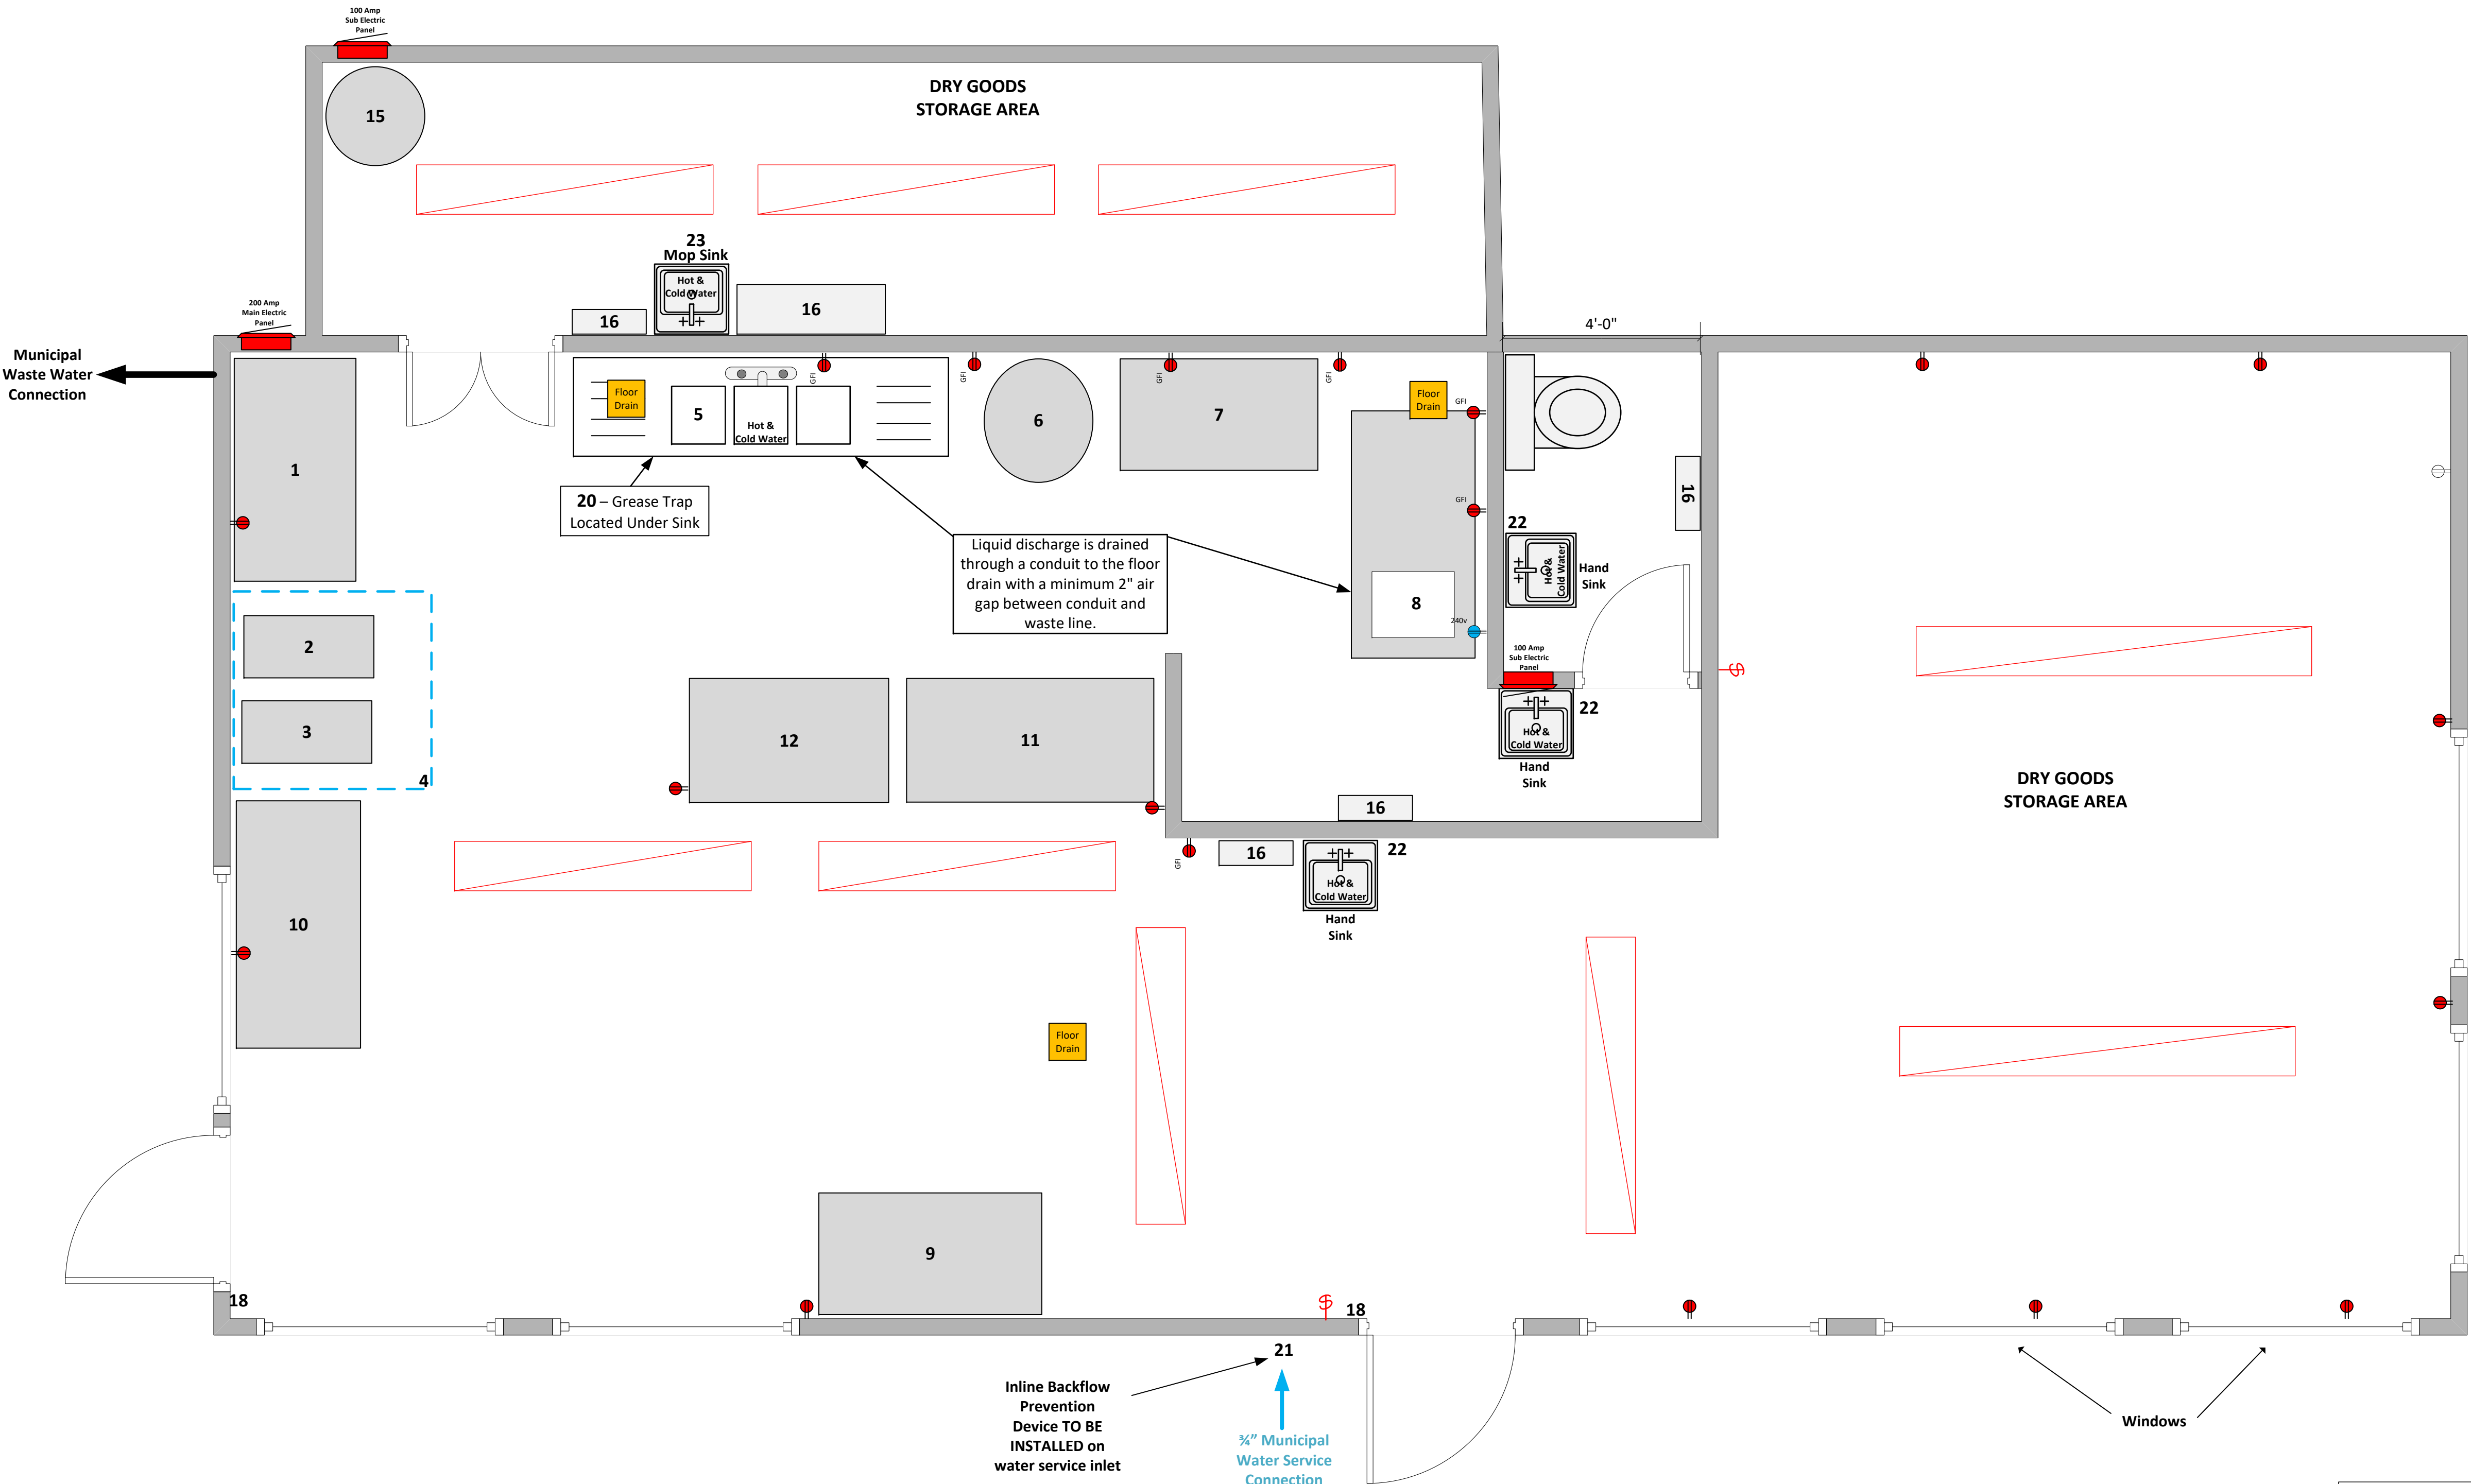 100 Amp
Sub Electric
Panel
DRY GOODS
STORAGE AREA
15
23
Mop Sink
Hot &
Cold Water
16
16
200 Amp
Main Electric
Panel
4'-0"
Municipal
Waste Water
Connection
Floor
Drain
5
Hot &
Cold Water
GFI
GFI
6
GFI
7
GFI
Floor
Drain
GFI
1
GFI
16
20 – Grease Trap
Located Under Sink
22
Hot &
Cold Water
Hand
Sink
Liquid discharge is drained
through a conduit to the floor
drain with a minimum 2" air
gap between conduit and
waste line.
8
240v
2
100 Amp
Sub Electric
Panel
22
3
12
11
Hot &
Cold Water
Hand
Sink
4
DRY GOODS
STORAGE AREA
16
GFI
16
22
Hot &
Cold Water
Hand
Sink
10
Floor
Drain
9
18
18
21
Inline Backflow
Prevention
Device TO BE
INSTALLED on
water service inlet
¾" Municipal
Water Service
Connection
Windows